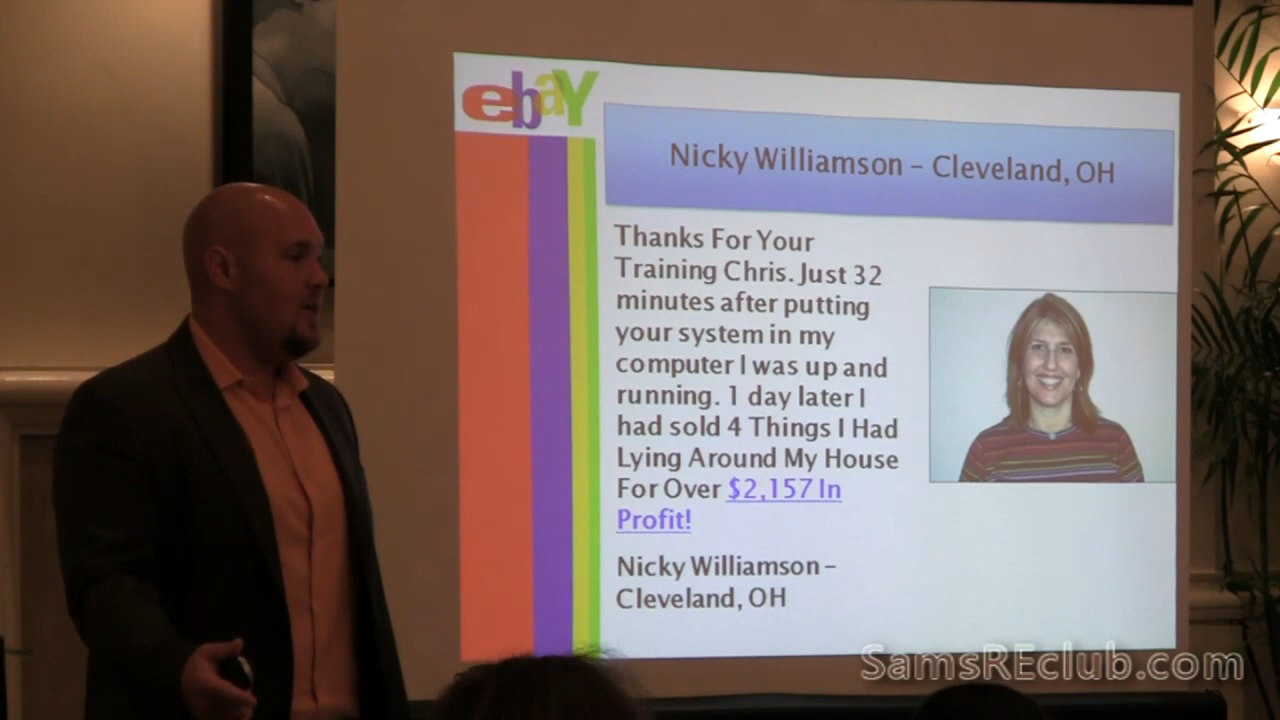 ebaY
Nicky Williamson – Cleveland, OH
Thanks For Your
Training Chris. Just 32
minutes after putting
your system in my
computer I was up and
running. 1 day later I
had sold 4 Things I Had
Lying Around My House
For Over $2,157 In
Profit!
Nicky Williamson –
Cleveland, OH
SamsREclub.com